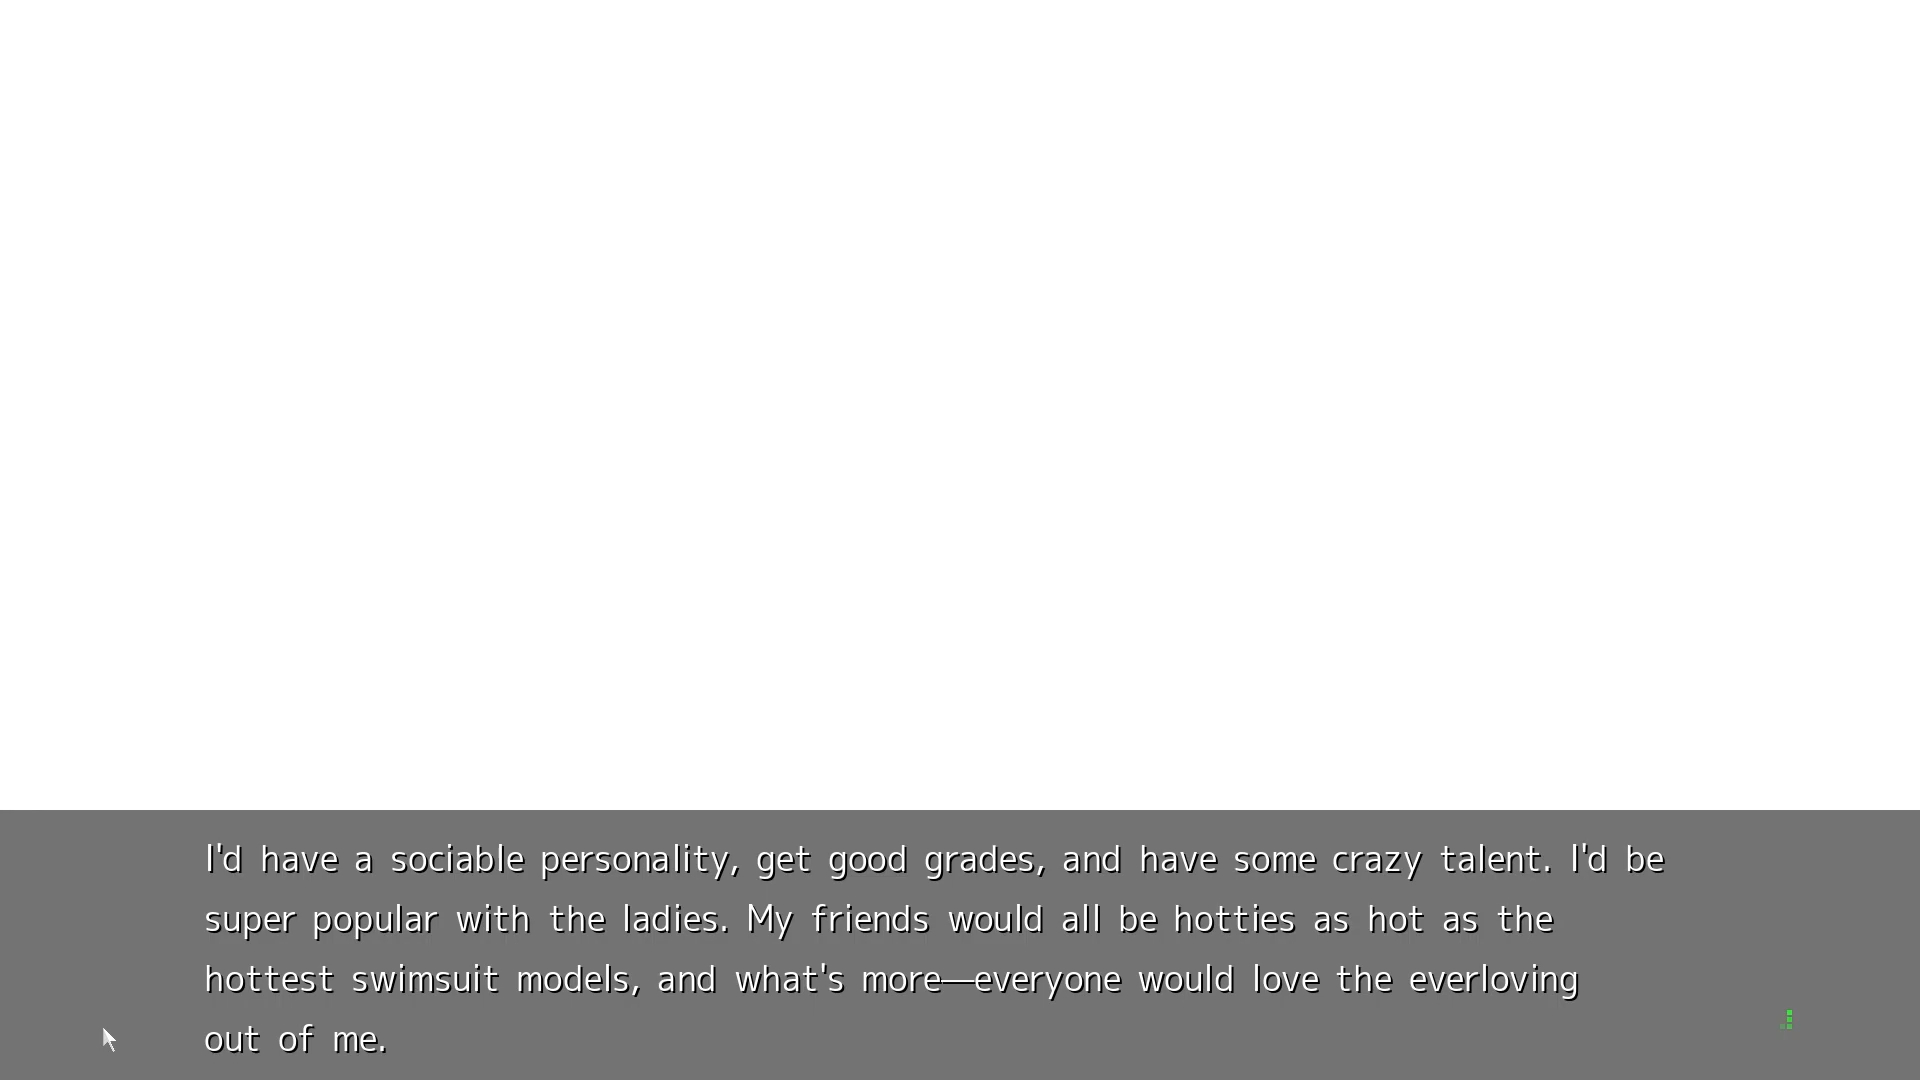 I'd have a sociable personality, get good grades, and have some crazy talent. I'd be
super popular with the ladies. My friends would all be hotties as hot as the
hottest swimsuit models, and what's more—everyone would love the everloving
out of me.